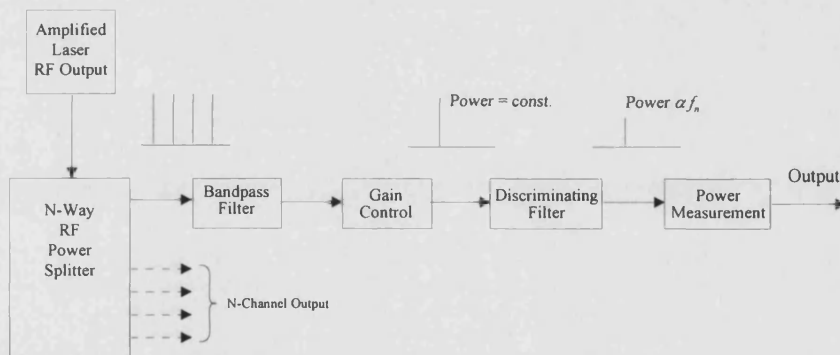 Amplified
Laser
RF Output
Power = const.
Power α fn
N-Way
RF
Power
Splitter
Bandpass
Filter
Gain
Control
Discriminating
Filter
Power
Measurement
Output
N-Channel Output